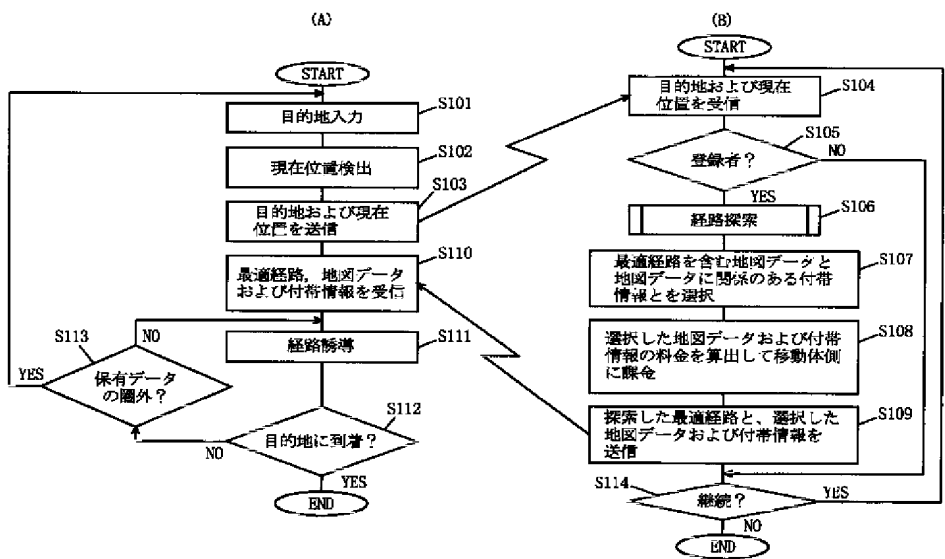 (A)
START
S101
目的地入力
S102
現在位置検出
S103
目的地および現在
位置を送信
S110
最適経路，地図データ
および付帯情報を受信
S111
経路誘導
S113
NO
YES
保有データ
の圏外？
S112
目的地に到着？
NO
YES
END
(B)
START
S104
目的地および現在
位置を受信
S105
登録者？
NO
YES
S106
経路探索
S107
最適経路を含む地図データと
地図データに関係のある付帯
情報とを選択
S108
選択した地図データおよび付帯
情報の料金を算出して移動体側
に課金
S109
探索した最適経路と、選択した
地図データおよび付帯情報を
送信
S114
継続？
YES
NO
END